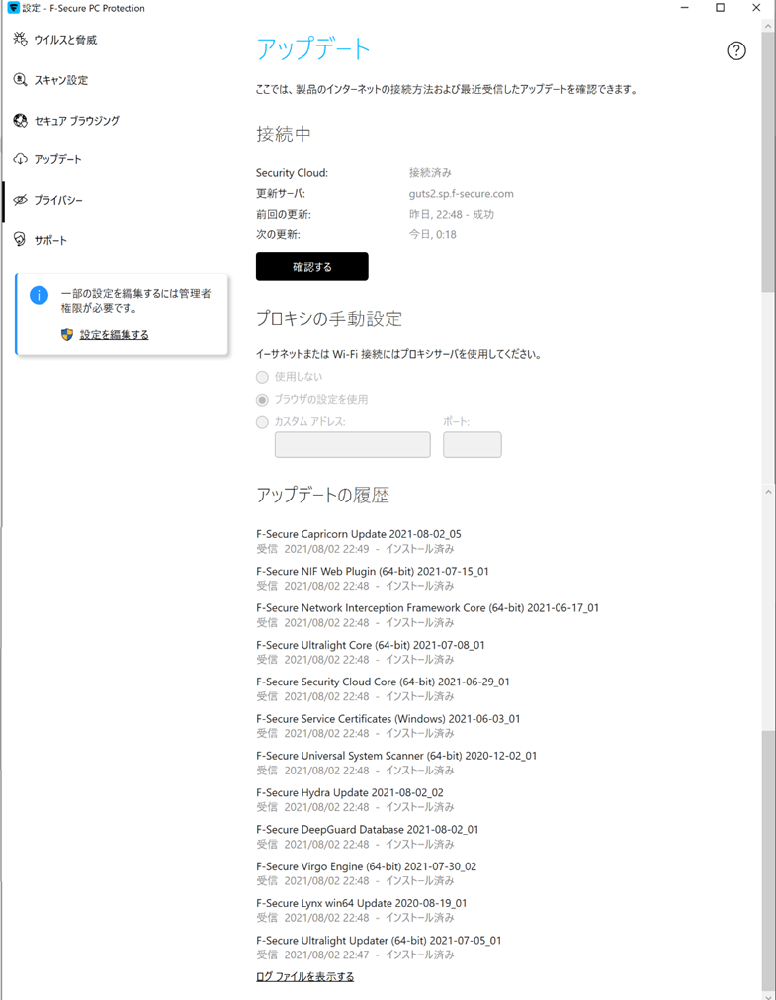 設定 - F-Secure PC Protection
ウイルスと脅威
スキャン設定
セキュア ブラウジング
アップデート
プライバシー
サポート
一部の設定を編集するには管理者
権限が必要です。
設定を編集する
アップデート
ここでは、製品のインターネットの接続方法および最近受信したアップデートを確認できます。
接続中
Security Cloud: 接続済み
更新サーバ: guts2.sp.f-secure.com
前回の更新: 昨日, 22:48 - 成功
次の更新: 今日, 0:18
確認する
プロキシの手動設定
イーサネットまたは Wi-Fi 接続にはプロキシサーバを使用してください。
使用しない
ブラウザの設定を使用
カスタム アドレス: ポート:
アップデートの履歴
F-Secure Capricorn Update 2021-08-02_05
受信 2021/08/02 22:49 - インストール済み
F-Secure NIF Web Plugin (64-bit) 2021-07-15_01
受信 2021/08/02 22:48 - インストール済み
F-Secure Network Interception Framework Core (64-bit) 2021-06-17_01
受信 2021/08/02 22:48 - インストール済み
F-Secure Ultralight Core (64-bit) 2021-07-08_01
受信 2021/08/02 22:48 - インストール済み
F-Secure Security Cloud Core (64-bit) 2021-06-29_01
受信 2021/08/02 22:48 - インストール済み
F-Secure Service Certificates (Windows) 2021-06-03_01
受信 2021/08/02 22:48 - インストール済み
F-Secure Universal System Scanner (64-bit) 2020-12-02_01
受信 2021/08/02 22:48 - インストール済み
F-Secure Hydra Update 2021-08-02_02
受信 2021/08/02 22:48 - インストール済み
F-Secure DeepGuard Database 2021-08-02_01
受信 2021/08/02 22:48 - インストール済み
F-Secure Virgo Engine (64-bit) 2021-07-30_02
受信 2021/08/02 22:48 - インストール済み
F-Secure Lynx win64 Update 2020-08-19_01
受信 2021/08/02 22:48 - インストール済み
F-Secure Ultralight Updater (64-bit) 2021-07-05_01
受信 2021/08/02 22:47 - インストール済み
ログ ファイルを表示する